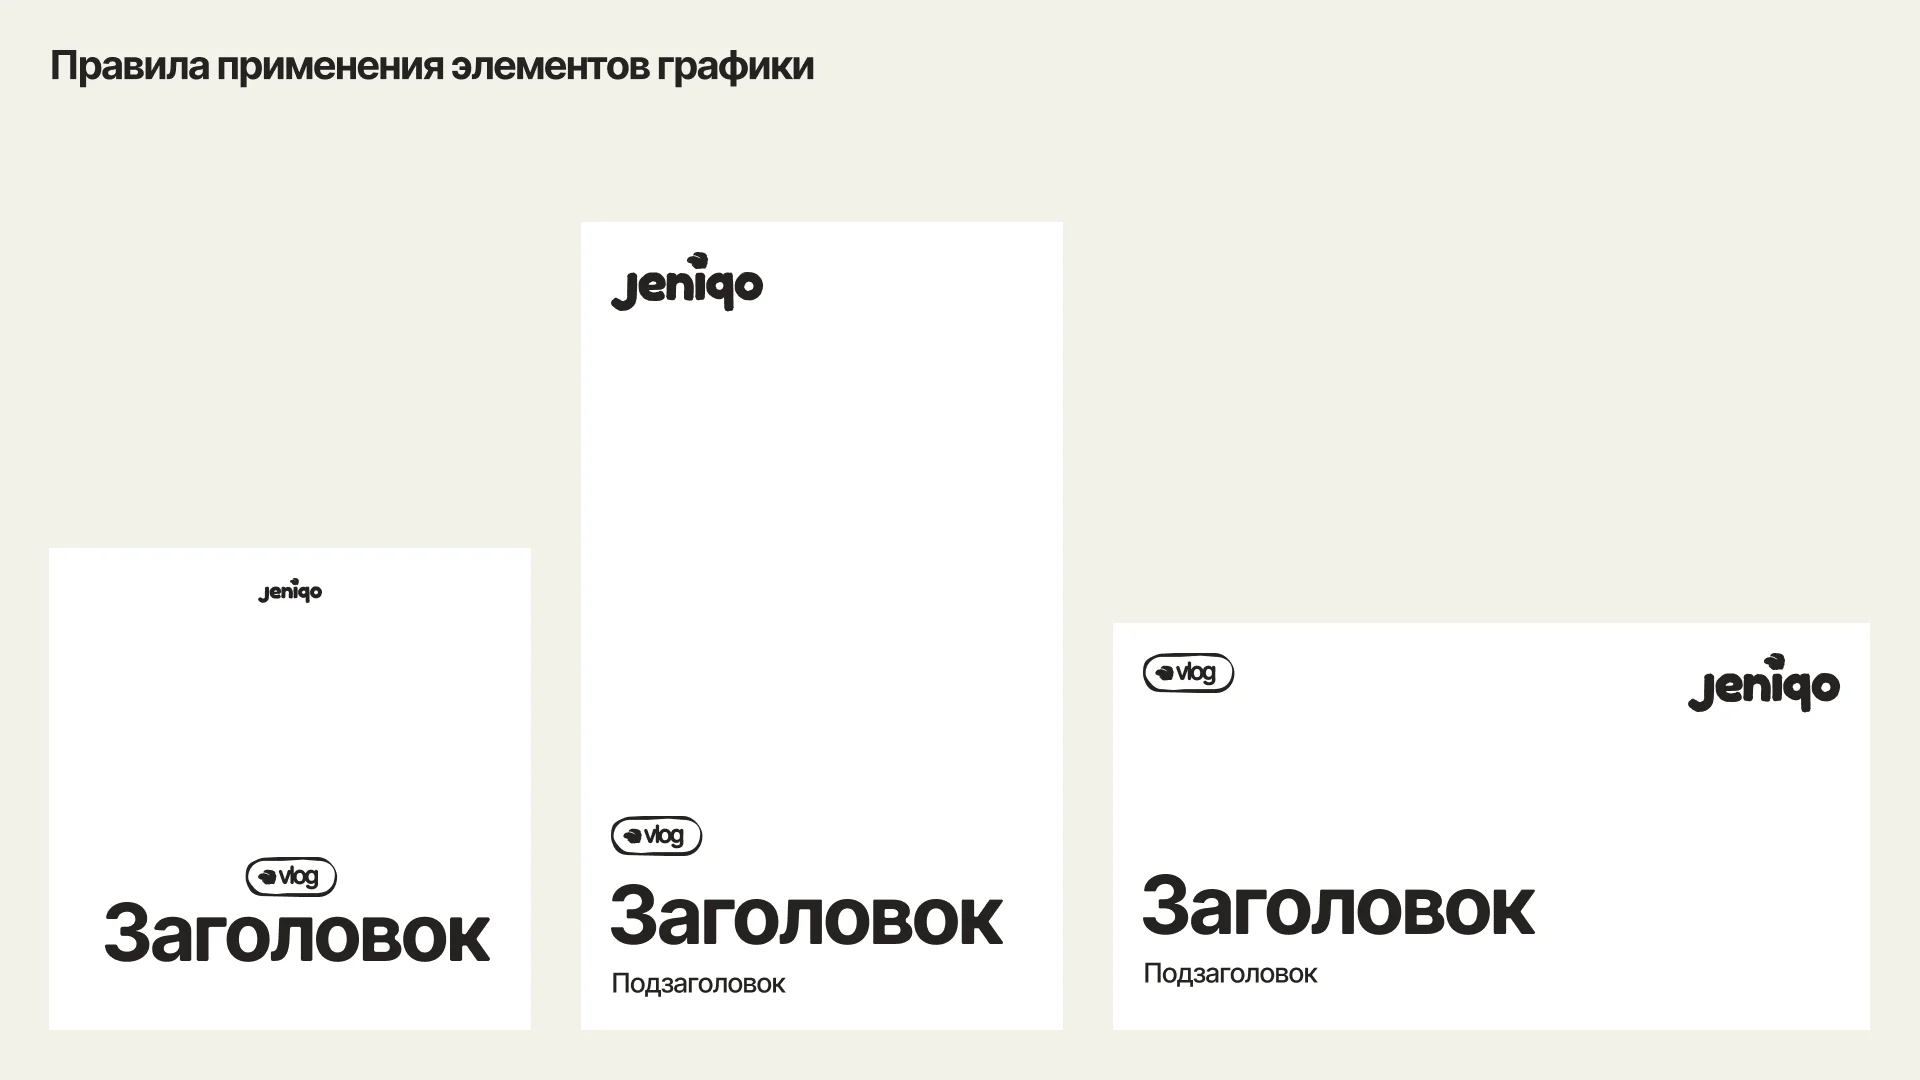 Правила применения элементов графики
jeniqo
vlog
Заголовок
jeniqo
vlog
Заголовок
Подзаголовок
vlog
jeniqo
Заголовок
Подзаголовок